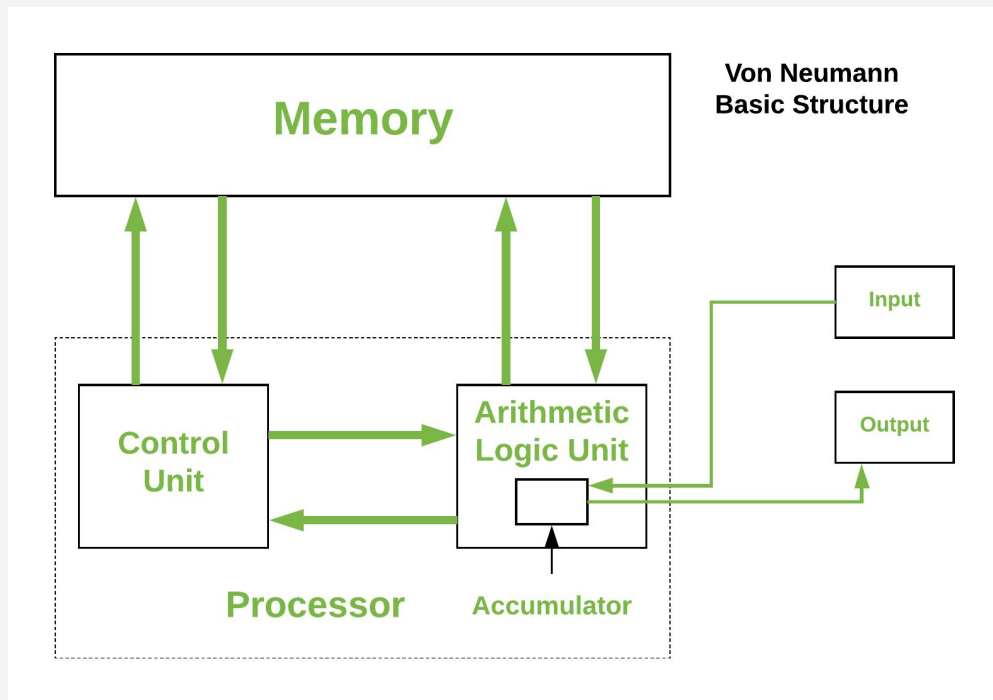 Memory
Von Neumann
Basic Structure
Input
Output
Control
Unit
Arithmetic
Logic Unit
Processor
Accumulator